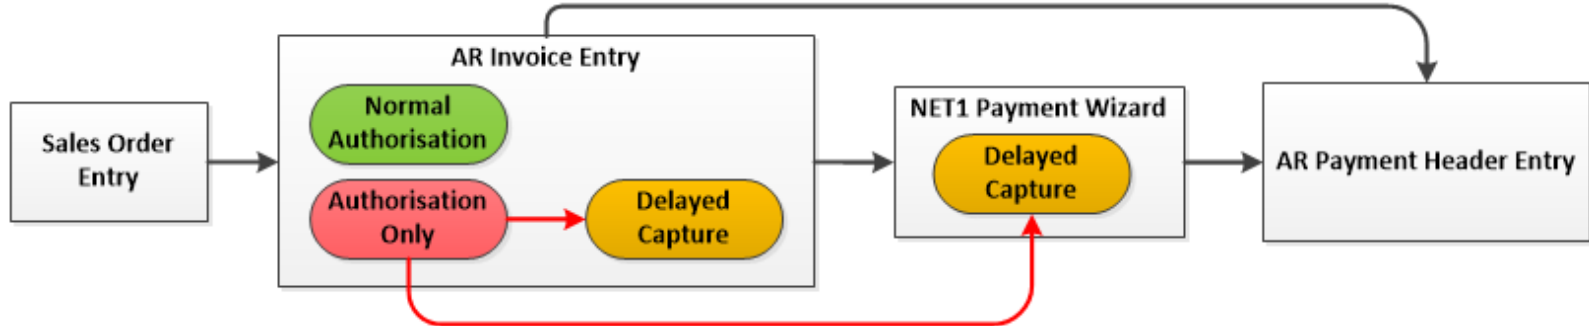 Sales Order
Entry
AR Invoice Entry
Normal
Authorisation
Authorisation
Only
Delayed
Capture
NET1 Payment Wizard
Delayed
Capture
AR Payment Header Entry